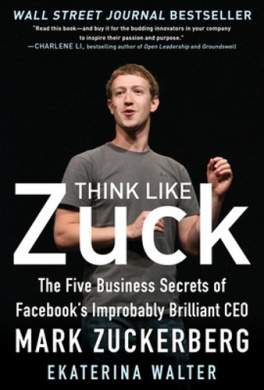 WALL STREET JOURNAL BESTSELLER
"Read this book—and buy it for the budding innovators in your company
to inspire their passion and purpose."
—CHARLENE LI, bestselling author of Open Leadership and Groundswell
THINK LIKE
Zuck
The Five Business Secrets of
Facebook's Improbably Brilliant CEO
MARK ZUCKERBERG
EKATERINA WALTER